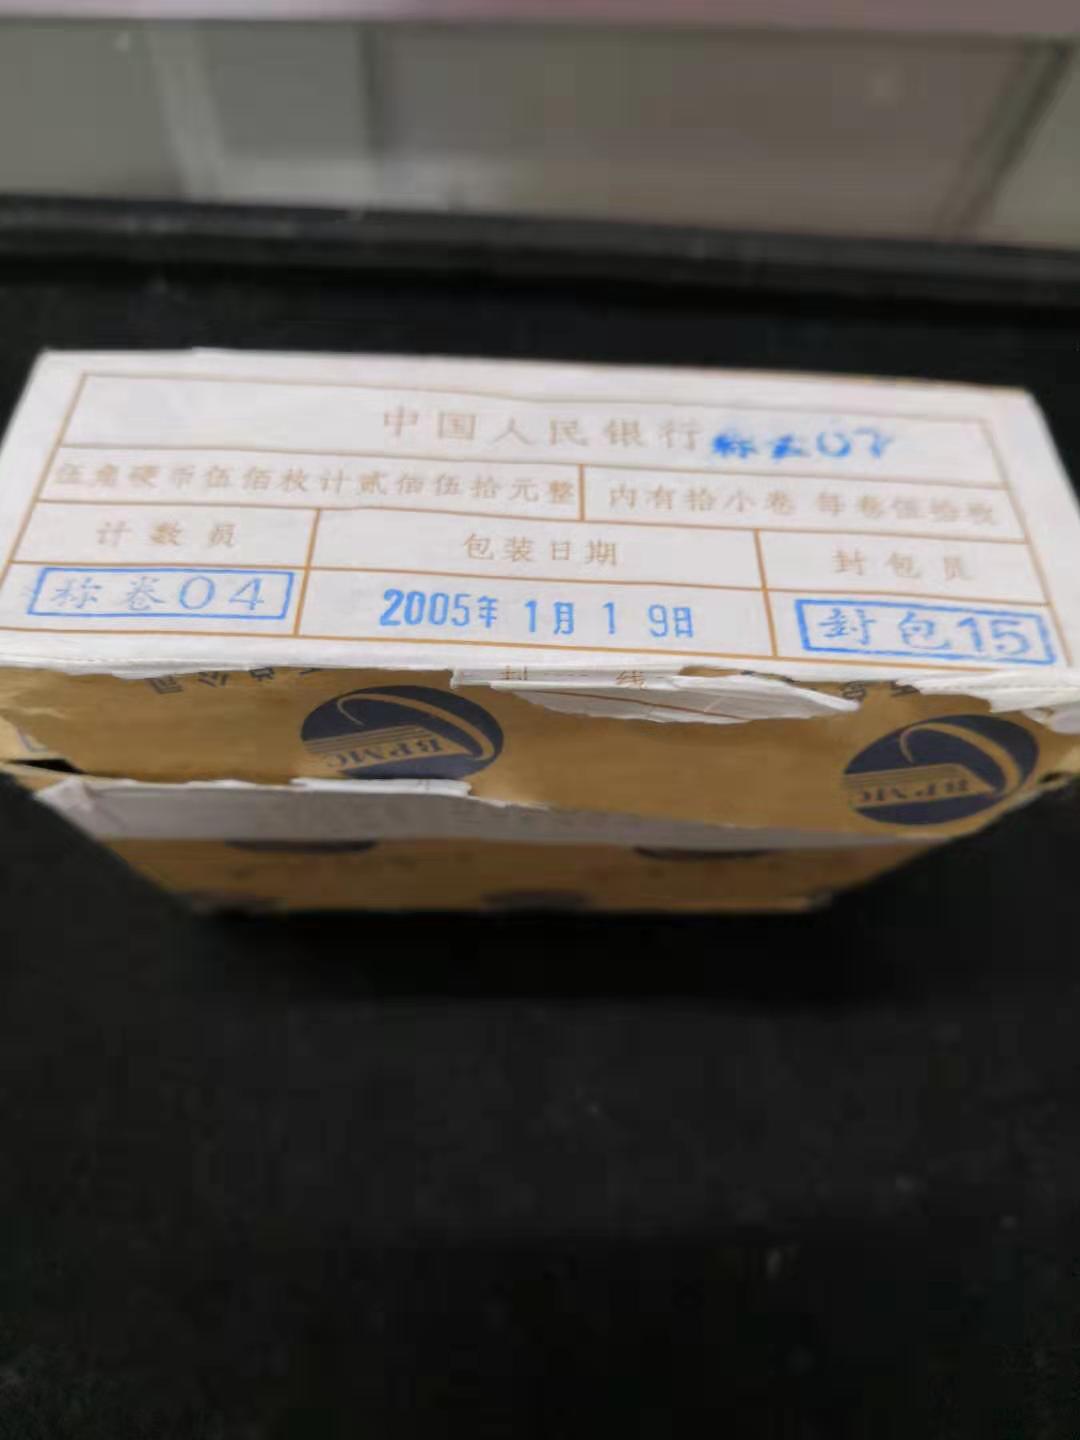 中国人民银行
伍角硬币伍佰枚计贰佰伍拾元整
内有拾小卷 每卷伍拾枚
计数员
包装日期
封包员
称卷04
2005年 1月 1 9日
封包15
封 线
BPMC
BPMC